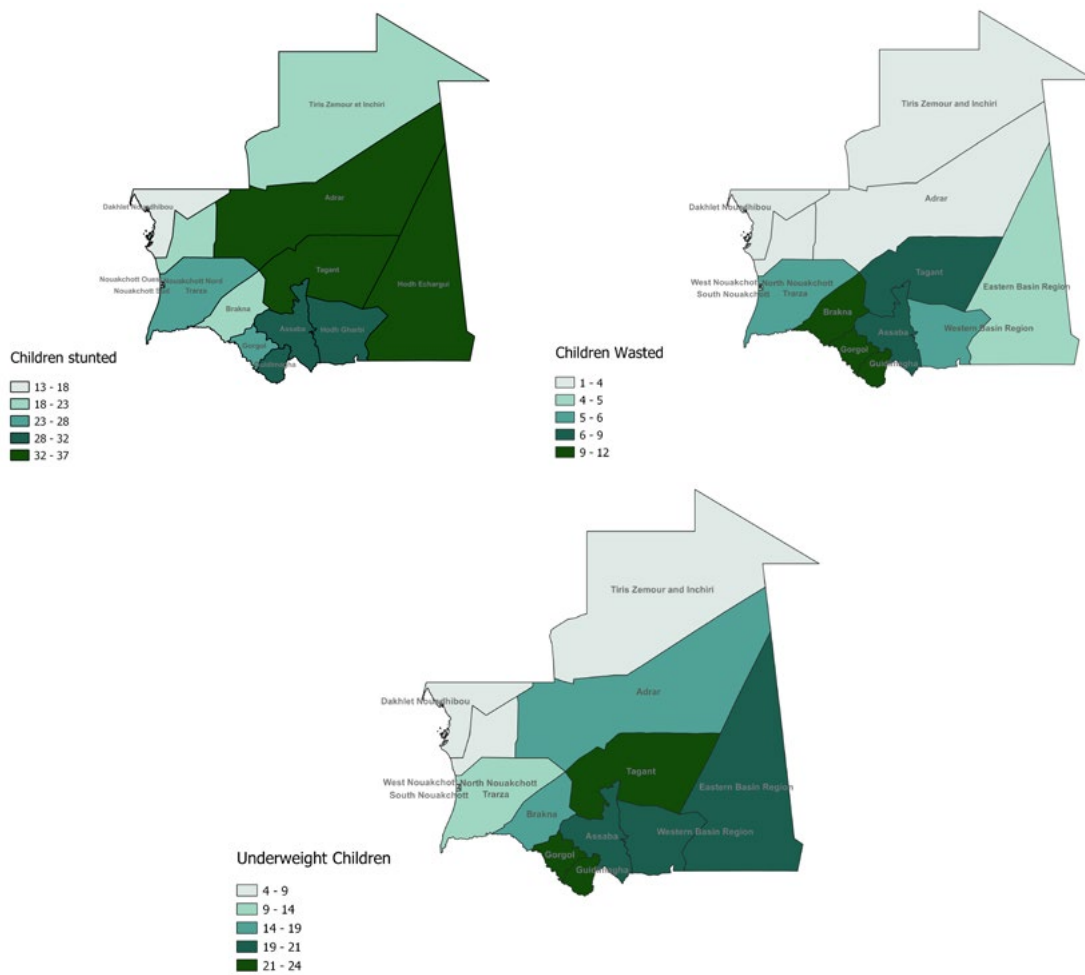 Tiris Zemour et Inchiri
Adrar
Dakhlet Nouadhibou
Tagant
Nouakchott Oues
Nouakchott Nord
Nouakchott Sud
Trarza
Hodh Echargui
Brakna
Assaba
Hodh Gharbi
Gorgol
Guidimagha
Children stunted
13 - 18
18 - 23
23 - 28
28 - 32
32 - 37
Tiris Zemour and Inchiri
Adrar
Dakhlet Nouadhibou
Tagant
West Nouakchott
North Nouakchott
South Nouakchott
Trarza
Eastern Basin Region
Brakna
Assaba
Western Basin Region
Gorgol
Guidimagha
Children Wasted
1 - 4
4 - 5
5 - 6
6 - 9
9 - 12
Tiris Zemour and Inchiri
Adrar
Dakhlet Nouadhibou
Tagant
West Nouakchott
North Nouakchott
South Nouakchott
Trarza
Eastern Basin Region
Brakna
Assaba
Western Basin Region
Gorgol
Guidimagha
Underweight Children
4 - 9
9 - 14
14 - 19
19 - 21
21 - 24